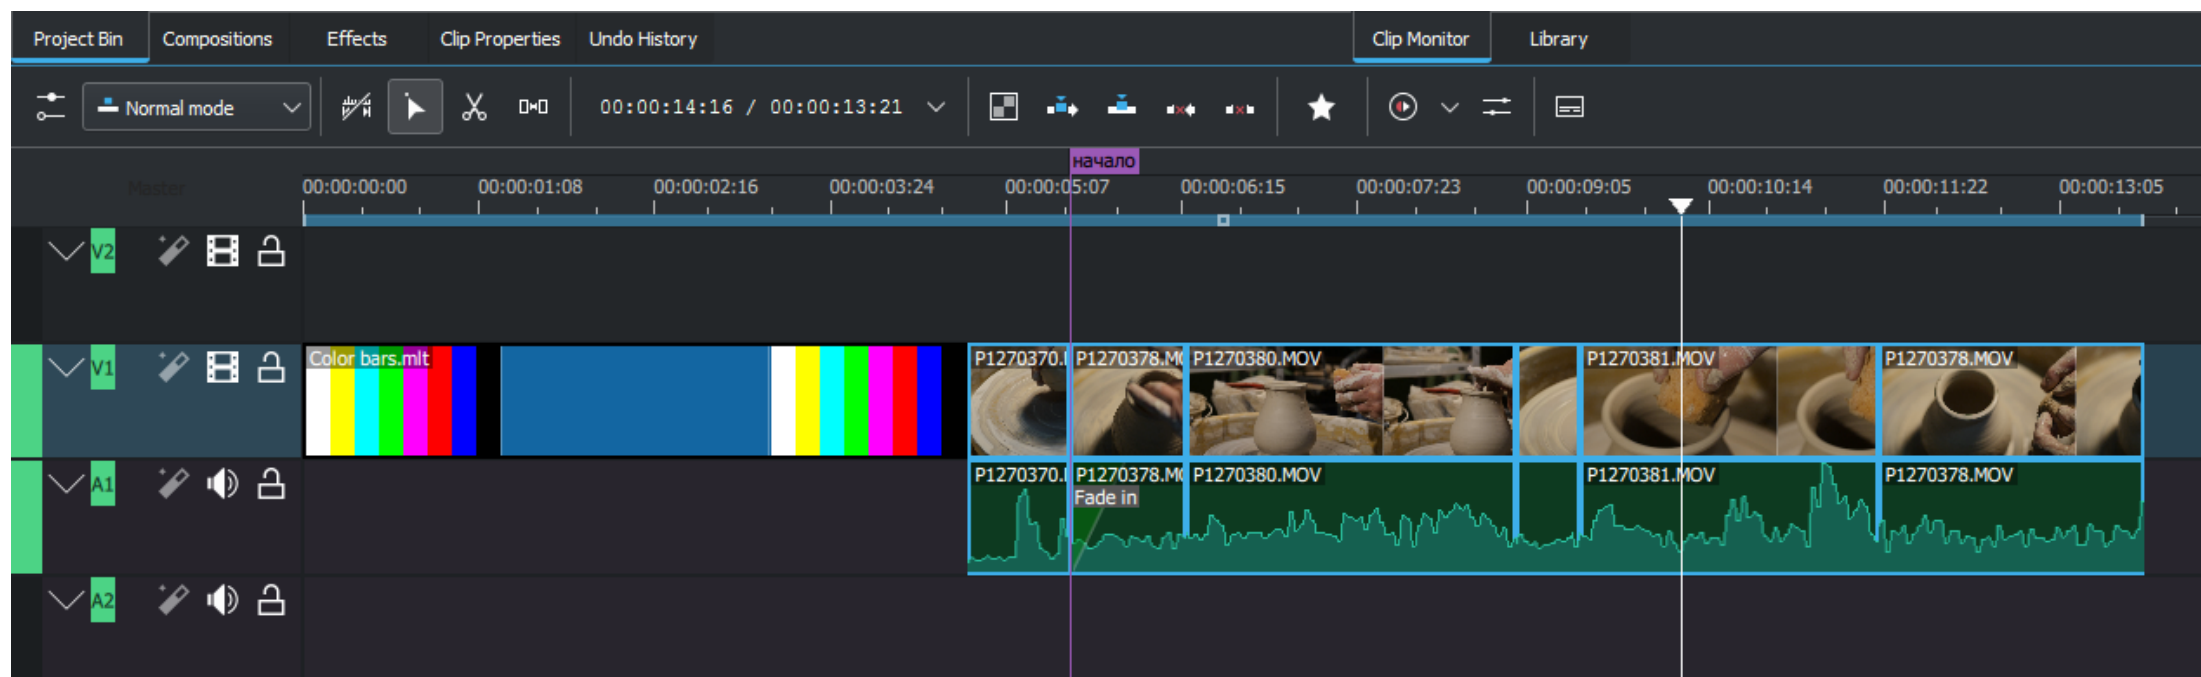 Project Bin Compositions Effects Clip Properties Undo History Clip Monitor Library
Normal mode 00:00:14:16 / 00:00:13:21
начало
Master 00:00:00:00 00:00:01:08 00:00:02:16 00:00:03:24 00:00:05:07 00:00:06:15 00:00:07:23 00:00:09:05 00:00:10:14 00:00:11:22 00:00:13:05
V2
V1 Color bars.mlt P1270370. P1270378.M P1270380.MOV P1270381.MOV P1270378.MOV
A1 P1270370. P1270378.M P1270380.MOV P1270381.MOV P1270378.MOV
Fade in
A2